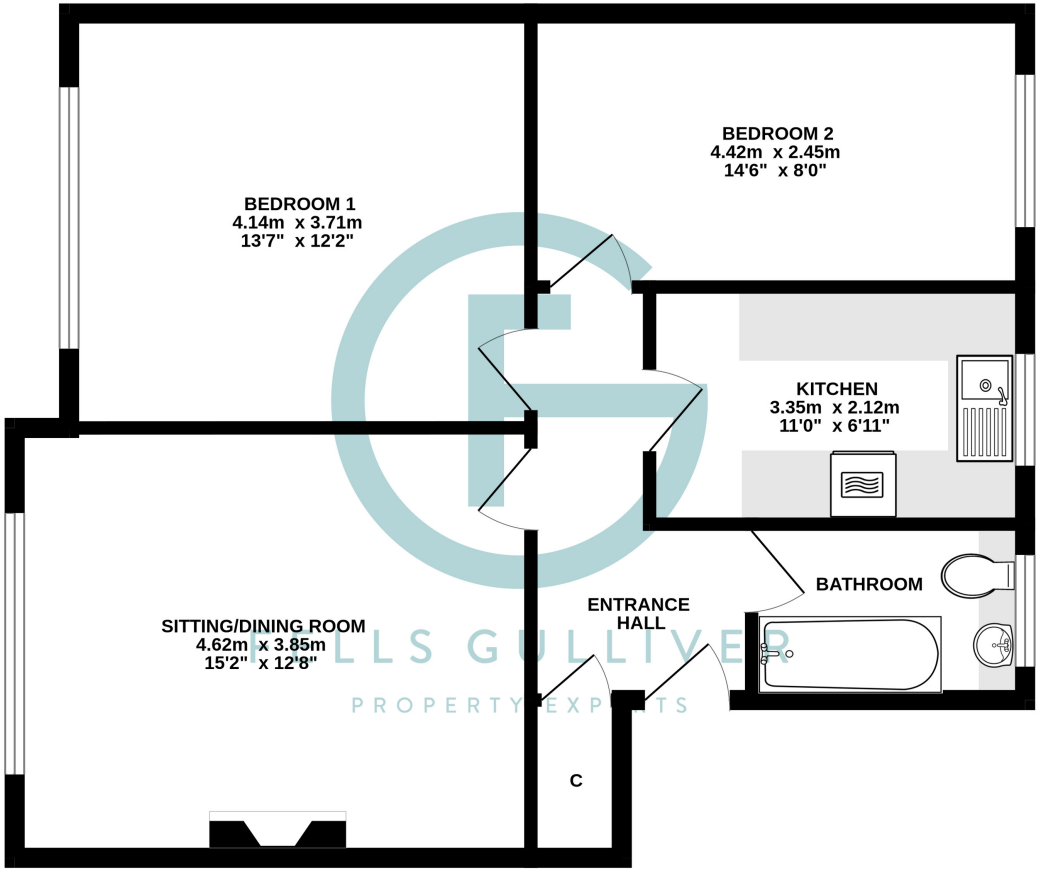 BEDROOM 1
4.14m x 3.71m
13'7" x 12'2"
BEDROOM 2
4.42m x 2.45m
14'6" x 8'0"
KITCHEN
3.35m x 2.12m
11'0" x 6'11"
BATHROOM
ENTRANCE
HALL
SITTING/DINING ROOM
4.62m x 3.85m
15'2" x 12'8"
FELLS GULLIVER
PROPERTY EXPERTS
C